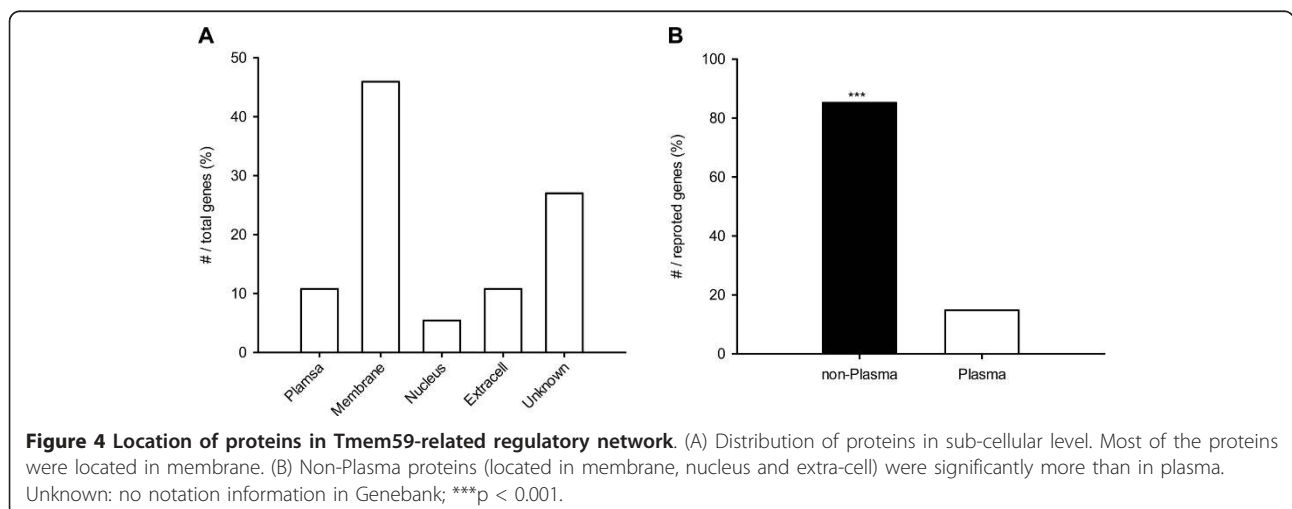 A
50
40
30
20
10
0
# / total genes (%)
Plamsa
Membrane
Nucleus
Extracell
Unknown
B
100
80
60
40
20
0
# / reproted genes (%)
***
non-Plasma
Plasma
Figure 4 Location of proteins in Tmem59-related regulatory network. (A) Distribution of proteins in sub-cellular level. Most of the proteins
were located in membrane. (B) Non-Plasma proteins (located in membrane, nucleus and extra-cell) were significantly more than in plasma.
Unknown: no notation information in Genebank; ***p < 0.001.